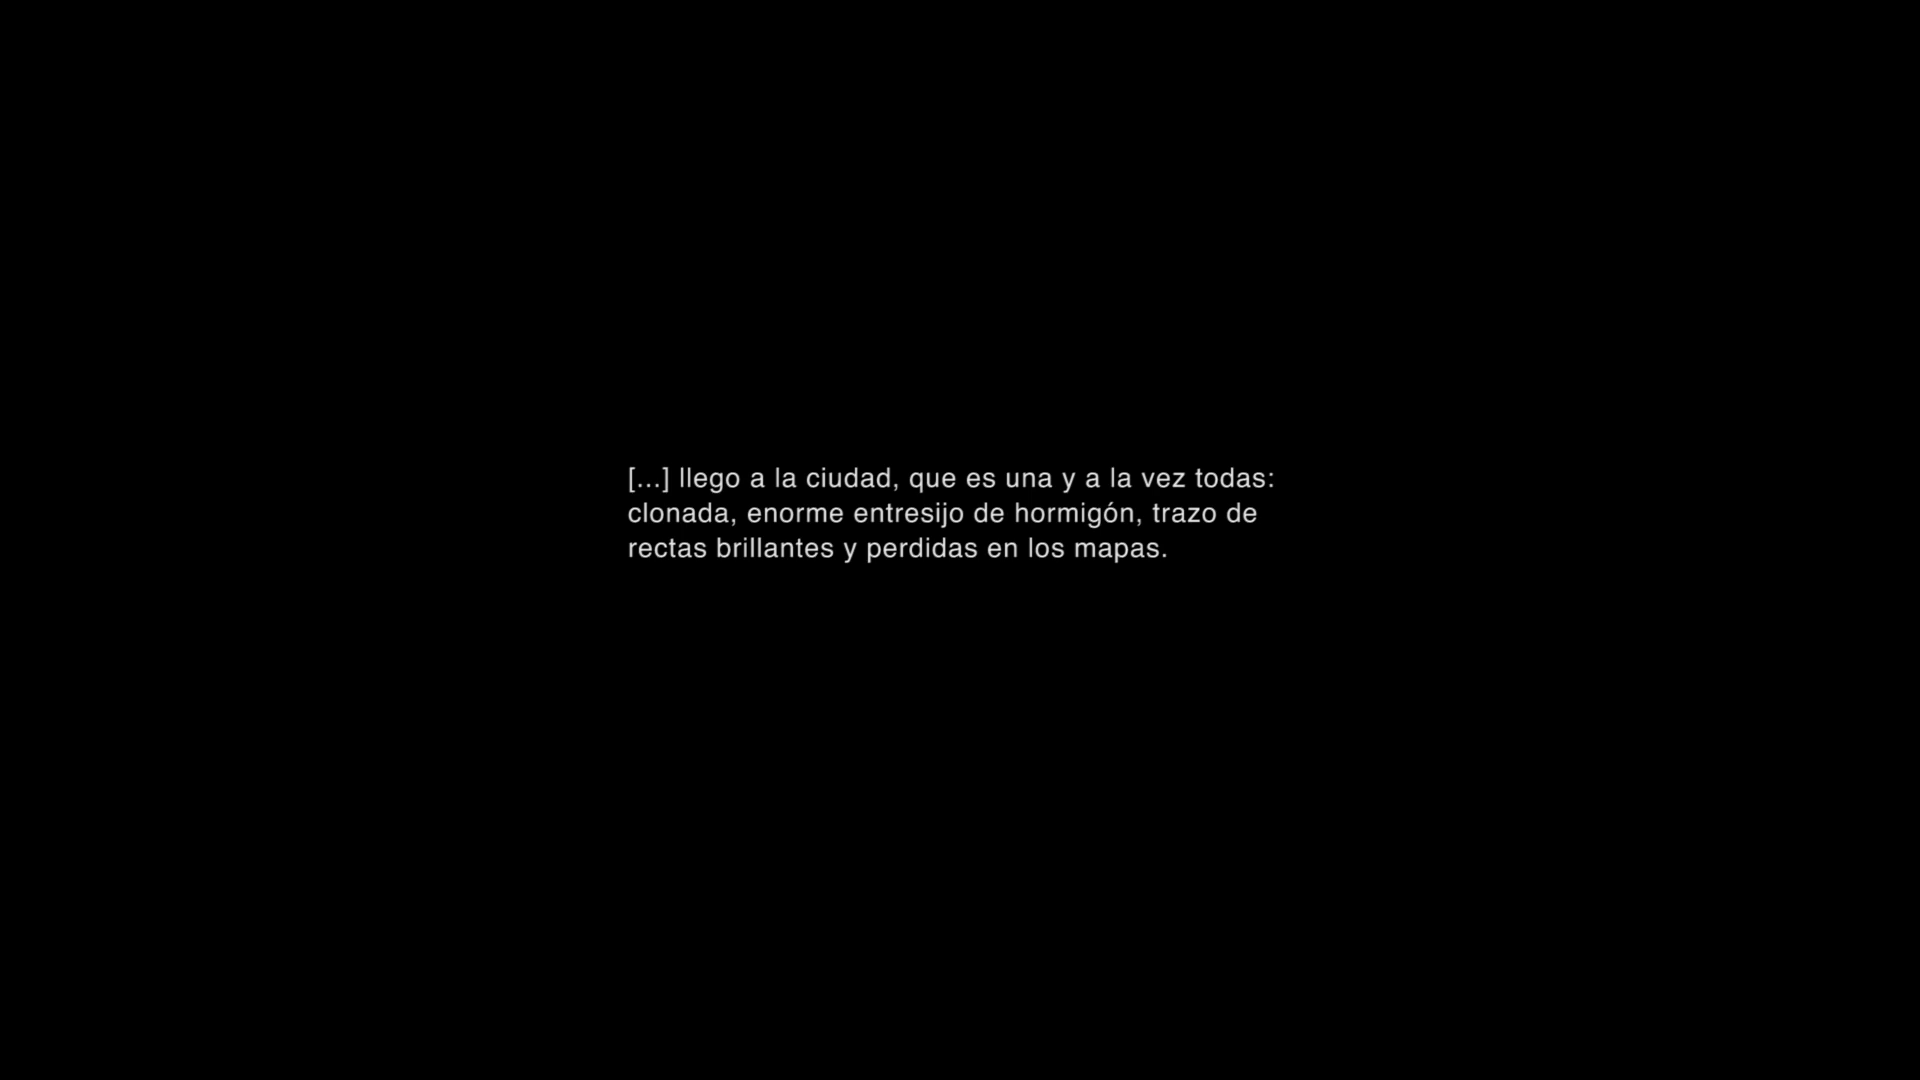 [...] llego a la ciudad, que es una y a la vez todas:
clonada, enorme entresijo de hormigón, trazo de
rectas brillantes y perdidas en los mapas.